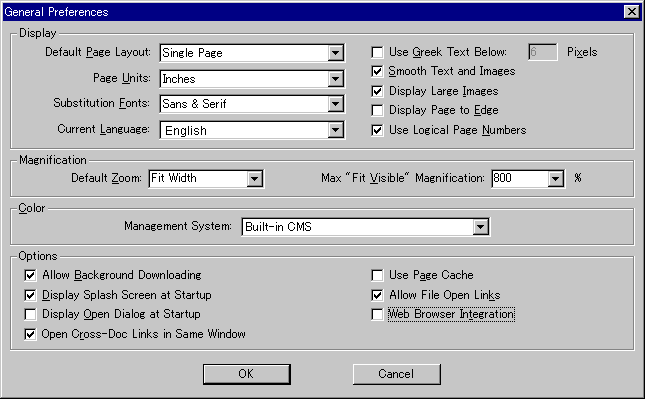 General Preferences
Display
Default Page Layout: Single Page
Use Greek Text Below: 6 Pixels
Page Units: Inches
Smooth Text and Images
Display Large Images
Substitution Fonts: Sans & Serif
Display Page to Edge
Current Language: English
Use Logical Page Numbers
Magnification
Default Zoom: Fit Width
Max "Fit Visible" Magnification: 800 %
Color
Management System: Built-in CMS
Options
Allow Background Downloading
Use Page Cache
Display Splash Screen at Startup
Allow File Open Links
Display Open Dialog at Startup
Web Browser Integration
Open Cross-Doc Links in Same Window
OK
Cancel